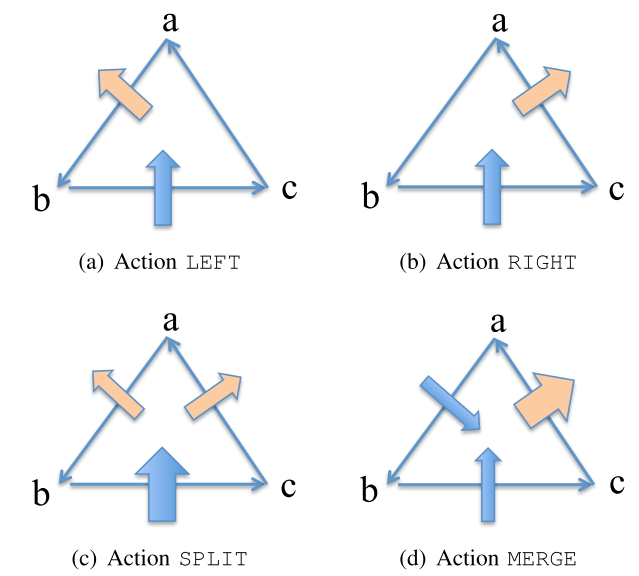 a
a
b
c
b
c
(a) Action LEFT
(b) Action RIGHT
a
a
b
c
b
c
(c) Action SPLIT
(d) Action MERGE